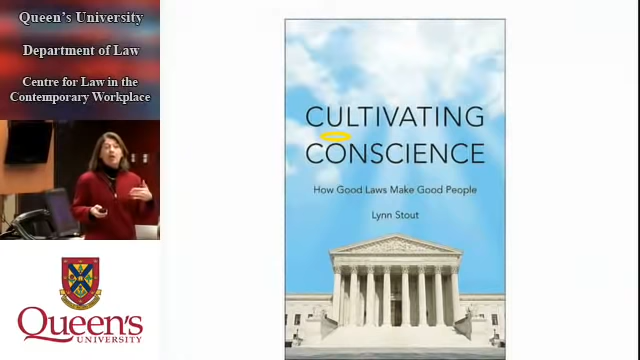 Queen's University
Department of Law
Centre for Law in the
Contemporary Workplace
Queen's
UNIVERSITY
CULTIVATING
CONSCIENCE
How Good Laws Make Good People
Lynn Stout